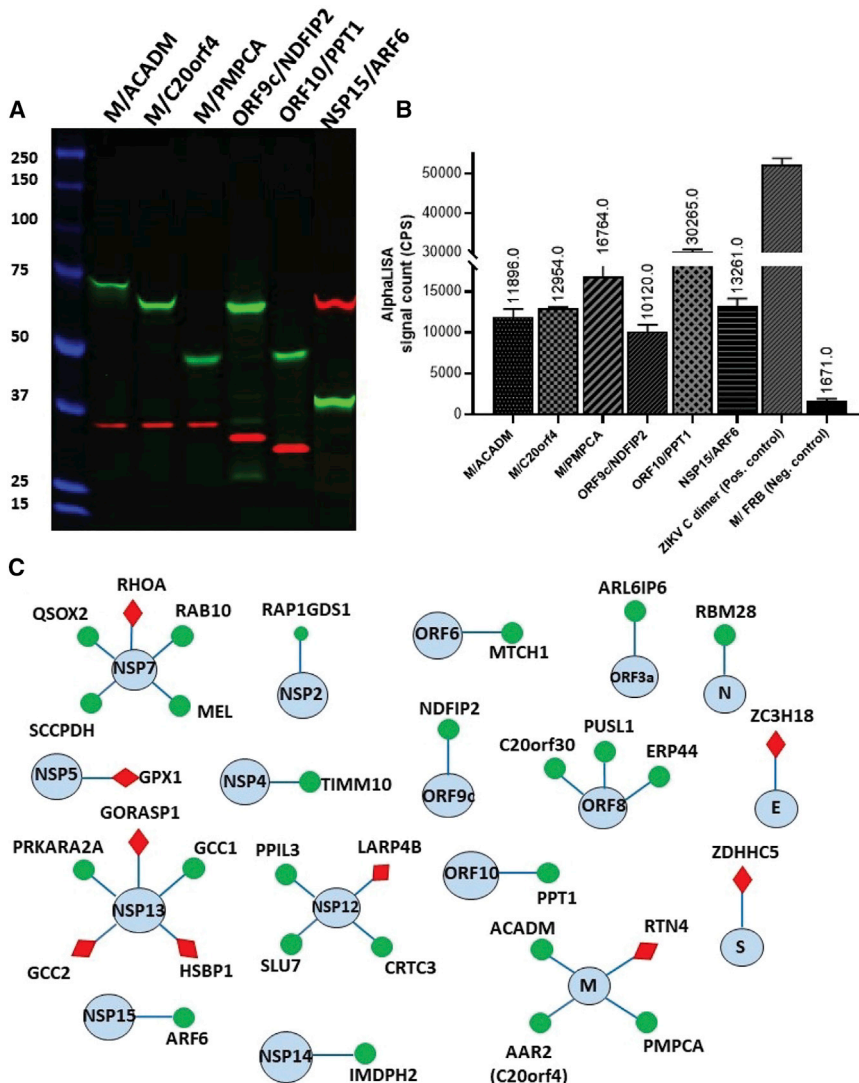 A
M/ACADM
M/C20orf4
M/PMPCA
ORF9c/NDFIP2
ORF10/PPT1
NSP15/ARF6
250
150
100
75
50
37
25
15
B
AlphaLISA
signal count (CPS)
50000
40000
30000
15000
10000
5000
0
11896.0
12954.0
16764.0
10120.0
30265.0
13261.0
1671.0
M/ACADM
M/C20orf4
M/PMPCA
ORF9c/NDFIP2
ORF10/PPT1
NSP15/ARF6
ZIKV C dimer (Pos. control)
M/ FRB (Neg. control)
C
RHOA
QSOX2
RAB10
NSP7
SCCPDH
MEL
RAP1GDS1
NSP2
ORF6
MTCH1
ARL6IP6
ORF3a
RBM28
N
NSP5
GPX1
NSP4
TIMM10
NDFIP2
ORF9c
C20orf30
PUSL1
ERP44
ORF8
ZC3H18
E
GORASP1
PRKARA2A
GCC1
NSP13
GCC2
HSBP1
PPIL3
LARP4B
NSP12
SLU7
CRTC3
ORF10
PPT1
ZDHHC5
S
ACADM
RTN4
M
AAR2
(C20orf4)
PMPCA
NSP15
ARF6
NSP14
IMDPH2